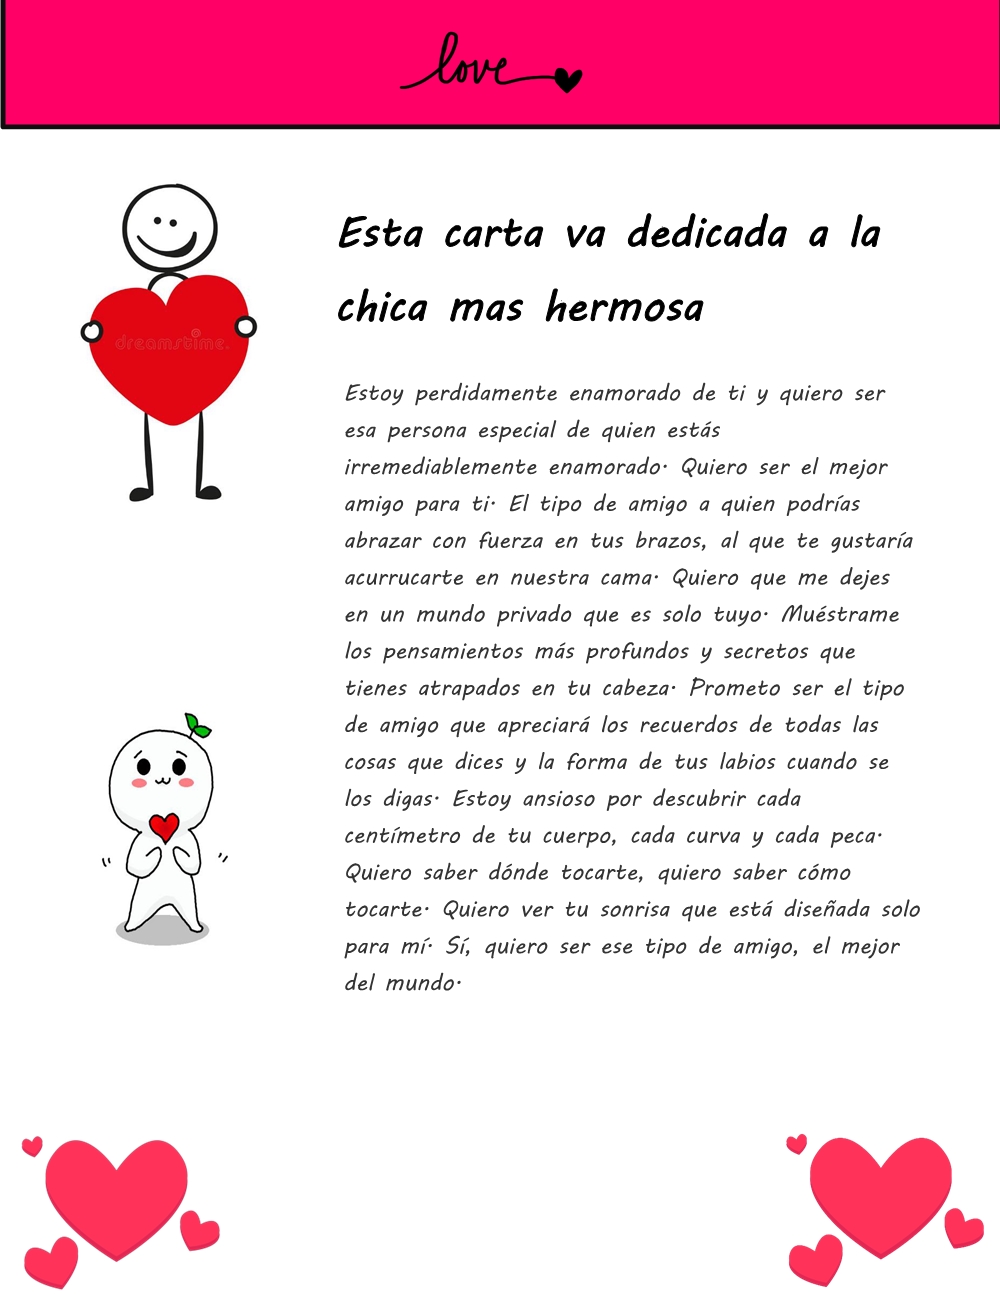 love
Esta carta va dedicada a la
chica mas hermosa
dreamstime.
Estoy perdidamente enamorado de ti y quiero ser
esa persona especial de quien estás
irremediablemente enamorado. Quiero ser el mejor
amigo para ti. El tipo de amigo a quien podrías
abrazar con fuerza en tus brazos, al que te gustaría
acurrucarte en nuestra cama. Quiero que me dejes
en un mundo privado que es solo tuyo. Muéstrame
los pensamientos más profundos y secretos que
tienes atrapados en tu cabeza. Prometo ser el tipo
de amigo que apreciará los recuerdos de todas las
cosas que dices y la forma de tus labios cuando se
los digas. Estoy ansioso por descubrir cada
centímetro de tu cuerpo, cada curva y cada peca.
Quiero saber dónde tocarte, quiero saber cómo
tocarte. Quiero ver tu sonrisa que está diseñada solo
para mí. Sí, quiero ser ese tipo de amigo, el mejor
del mundo.